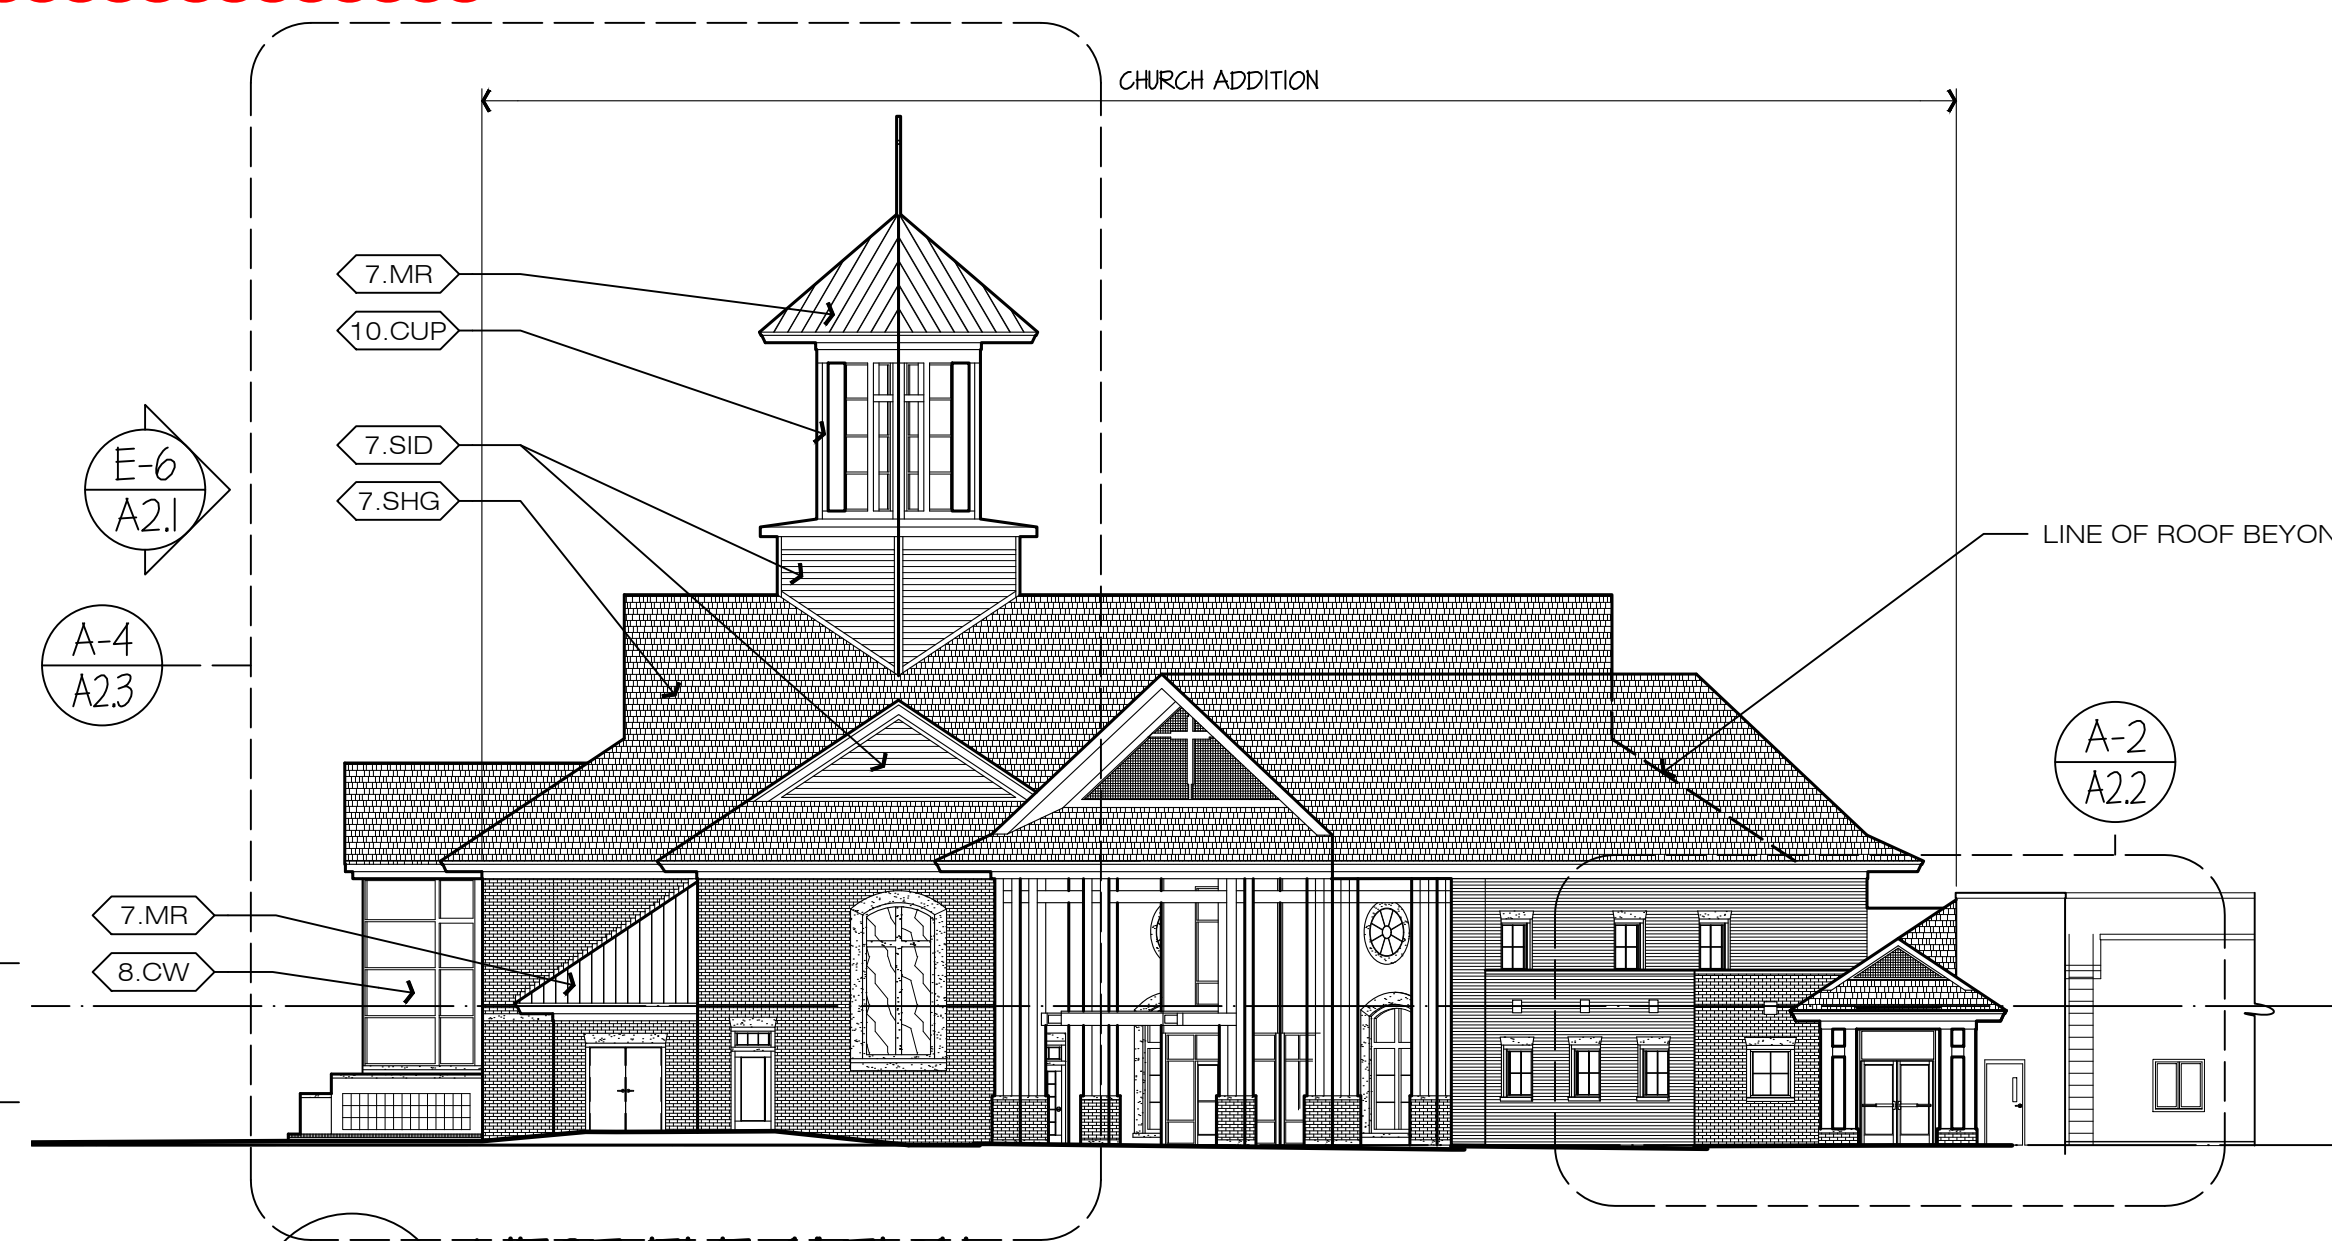 CHURCH ADDITION
7.MR
10.CUP
7.SID
7.SHG
E-6
A2.1
LINE OF ROOF BEYON
A-4
A2.3
A-2
A2.2
7.MR
8.CW